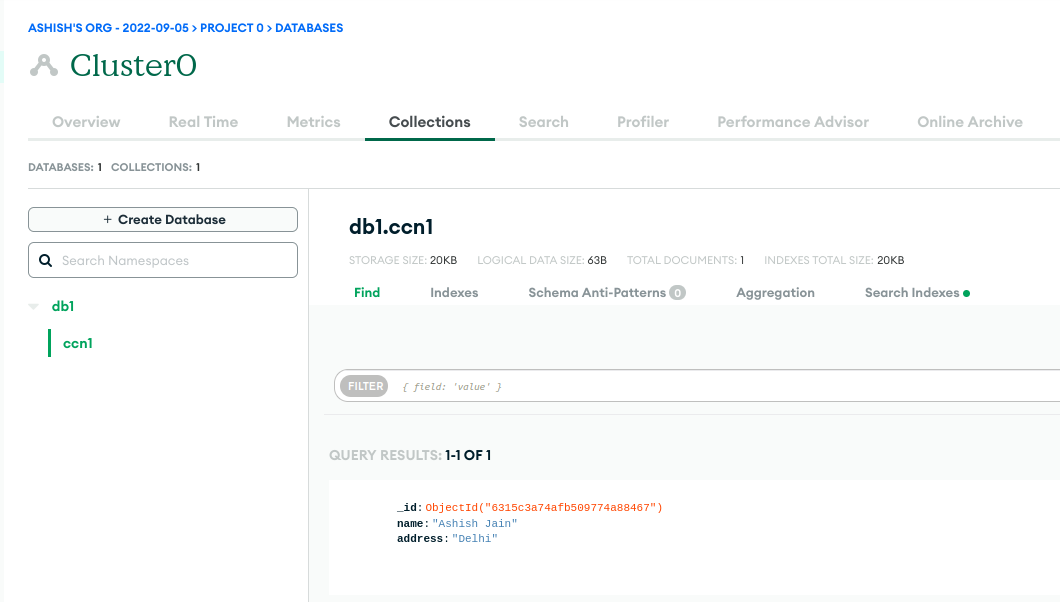 ASHISH'S ORG - 2022-09-05 > PROJECT 0 > DATABASES
Cluster0
Overview Real Time Metrics Collections Search Profiler Performance Advisor Online Archive
DATABASES: 1 COLLECTIONS: 1
+ Create Database
Search Namespaces
db1
ccn1
db1.ccn1
STORAGE SIZE: 20KB LOGICAL DATA SIZE: 63B TOTAL DOCUMENTS: 1 INDEXES TOTAL SIZE: 20KB
Find Indexes Schema Anti-Patterns 0 Aggregation Search Indexes
FILTER { field: 'value' }
QUERY RESULTS: 1-1 OF 1
_id: ObjectId("6315c3a74afb509774a88467")
name: "Ashish Jain"
address: "Delhi"